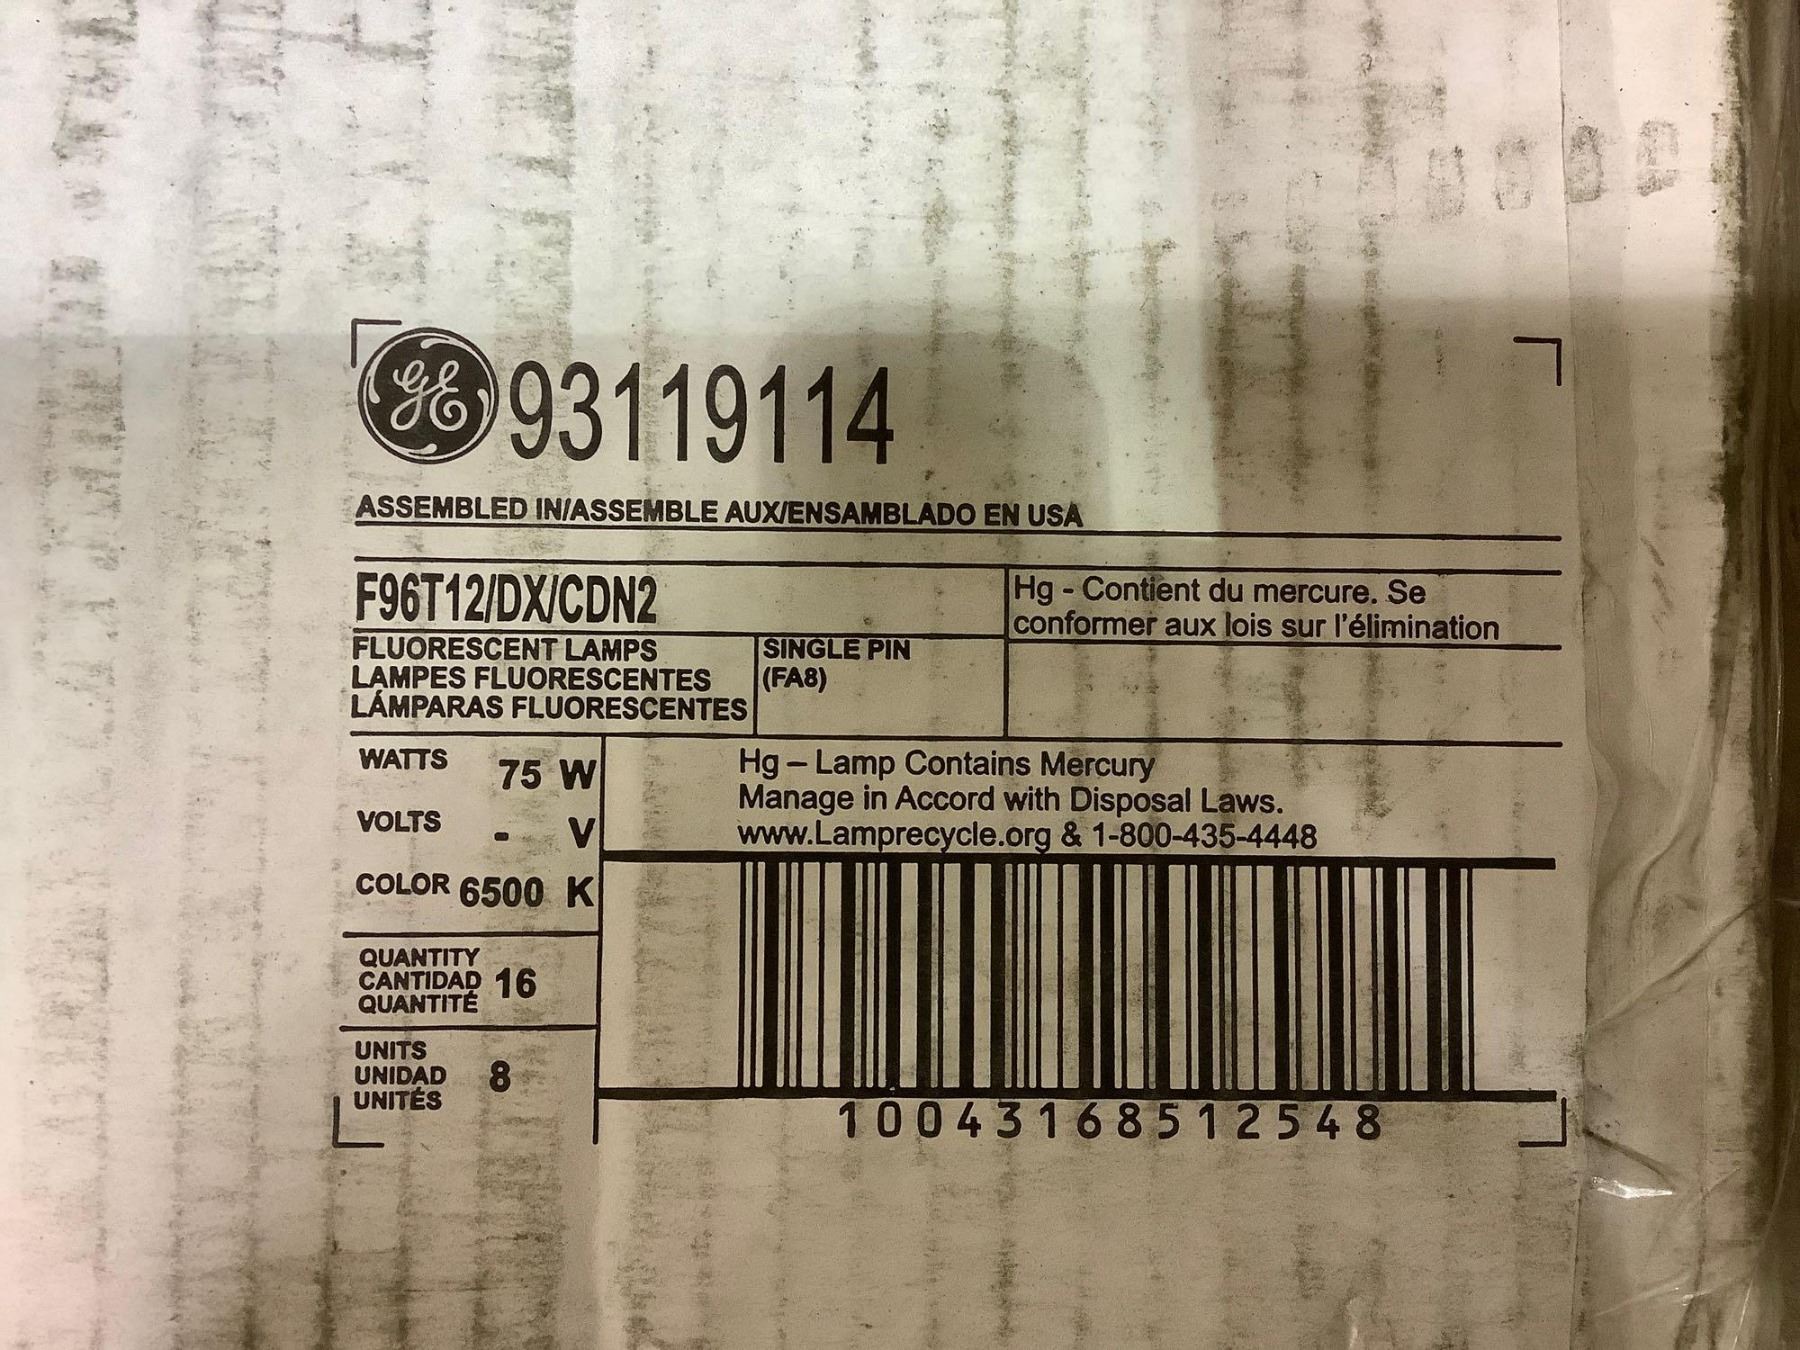 GE 93119114
ASSEMBLED IN/ASSEMBLE AUX/ENSAMBLADO EN USA
F96T12/DX/CDN2
Hg - Contient du mercure. Se
conformer aux lois sur l'élimination
FLUORESCENT LAMPS
LAMPES FLUORESCENTES
LÁMPARAS FLUORESCENTES
SINGLE PIN
(FA8)
WATTS 75 W
VOLTS - V
COLOR 6500 K
Hg – Lamp Contains Mercury
Manage in Accord with Disposal Laws.
www.Lamprecycle.org & 1-800-435-4448
QUANTITY
CANTIDAD 16
QUANTITÉ
UNITS
UNIDAD 8
UNITÉS
10043168512548